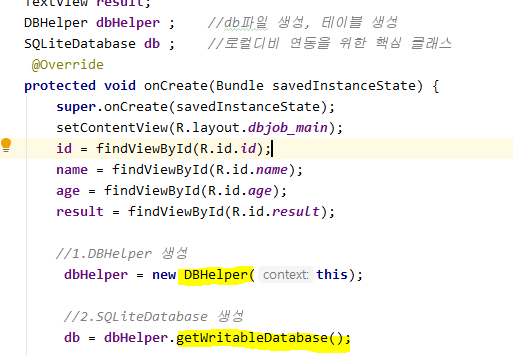 TextView result;
DBHelper dbHelper ; //db파일 생성, 테이블 생성
SQLiteDatabase db ; //로컬디비 연동을 위한 핵심 클래스
@Override
protected void onCreate(Bundle savedInstanceState) {
super.onCreate(savedInstanceState);
setContentView(R.layout.dbjob_main);
id = findViewById(R.id.id);
name = findViewById(R.id.name);
age = findViewById(R.id.age);
result = findViewById(R.id.result);
//1.DBHelper 생성
dbHelper = new DBHelper( context: this);
//2.SQLiteDatabase 생성
db = dbHelper.getWritableDatabase();